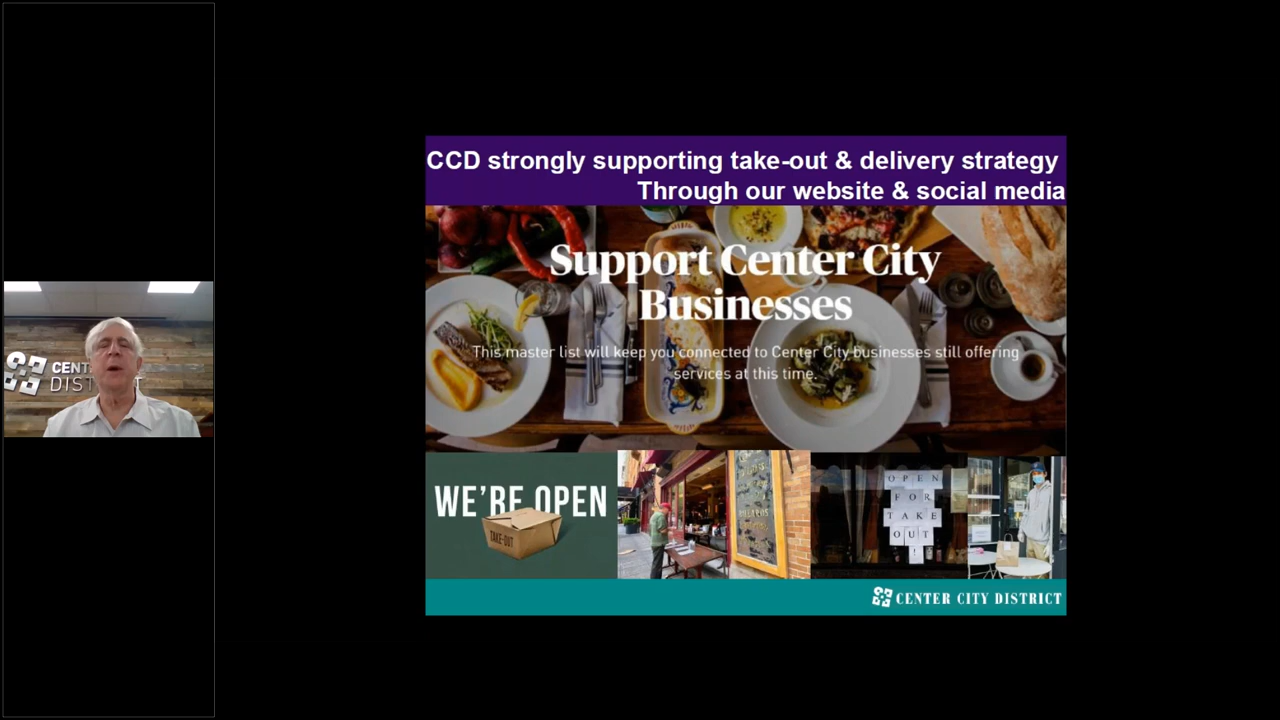 CCD strongly supporting take-out & delivery strategy
Through our website & social media
Support Center City
Businesses
This master list will keep you connected to Center City businesses still offering
services at this time.
WE'RE OPEN
TAKE-OUT
OPEN
FOR
TAKE
OUT
!
CENTER CITY DISTRICT